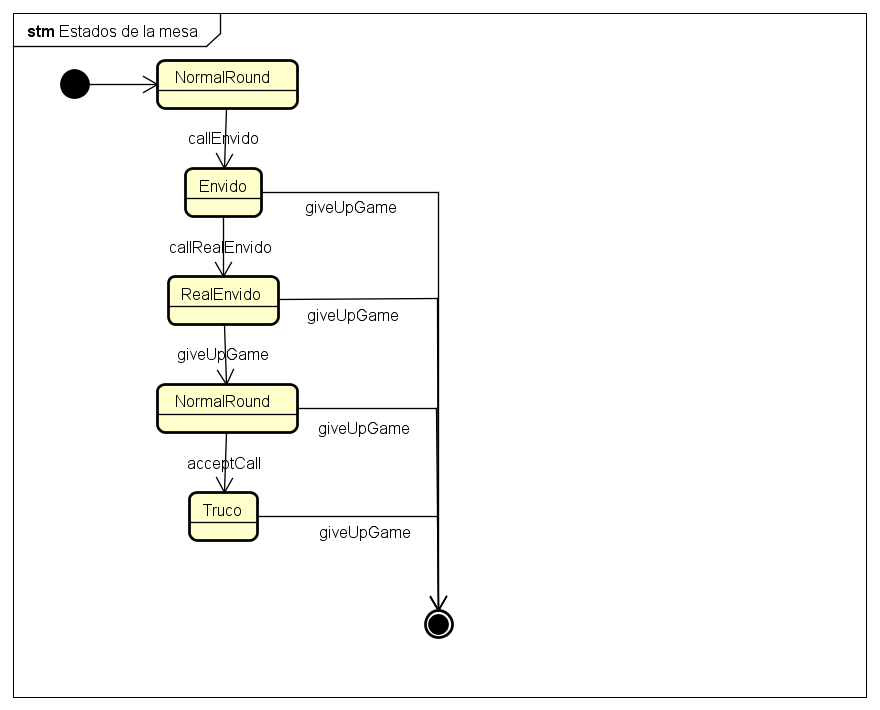 stm Estados de la mesa
NormalRound
callEnvido
Envido
giveUpGame
callRealEnvido
RealEnvido
giveUpGame
giveUpGame
NormalRound
giveUpGame
acceptCall
Truco
giveUpGame